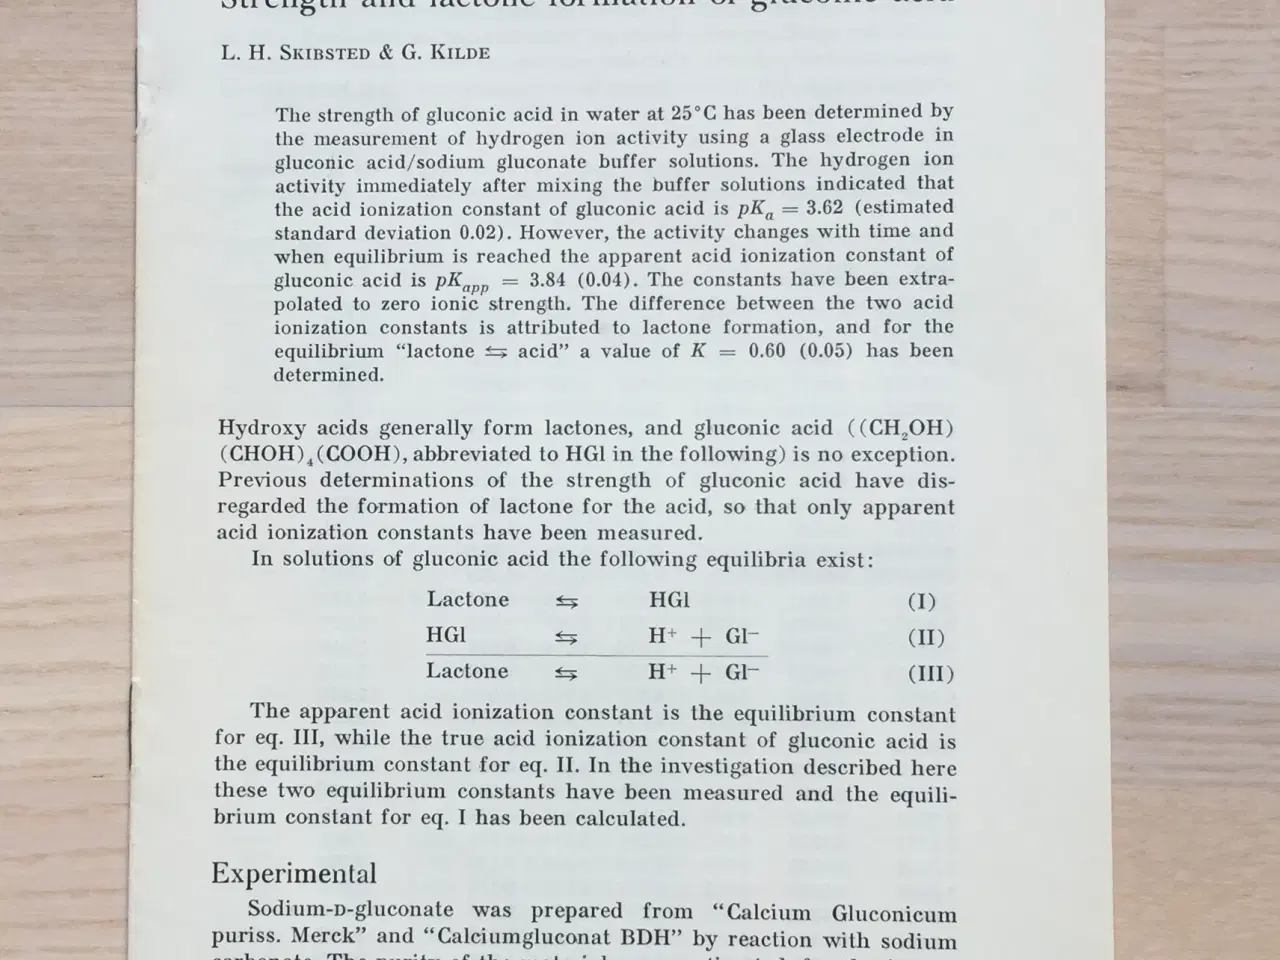 Strength and lactone formation of gluconic acid
L. H. SKIBSTED & G. KILDE
The strength of gluconic acid in water at 25°C has been determined by
the measurement of hydrogen ion activity using a glass electrode in
gluconic acid/sodium gluconate buffer solutions. The hydrogen ion
activity immediately after mixing the buffer solutions indicated that
the acid ionization constant of gluconic acid is pKa = 3.62 (estimated
standard deviation 0.02). However, the activity changes with time and
when equilibrium is reached the apparent acid ionization constant of
gluconic acid is pKapp = 3.84 (0.04). The constants have been extra-
polated to zero ionic strength. The difference between the two acid
ionization constants is attributed to lactone formation, and for the
equilibrium “lactone ⇆ acid” a value of K = 0.60 (0.05) has been
determined.
Hydroxy acids generally form lactones, and gluconic acid ((CH₂OH)
(CHOH)₄(COOH), abbreviated to HGl in the following) is no exception.
Previous determinations of the strength of gluconic acid have dis-
regarded the formation of lactone for the acid, so that only apparent
acid ionization constants have been measured.
In solutions of gluconic acid the following equilibria exist:
Lactone ⇆ HGl (I)
HGl ⇆ H⁺ + Gl⁻ (II)
Lactone ⇆ H⁺ + Gl⁻ (III)
The apparent acid ionization constant is the equilibrium constant
for eq. III, while the true acid ionization constant of gluconic acid is
the equilibrium constant for eq. II. In the investigation described here
these two equilibrium constants have been measured and the equili-
brium constant for eq. I has been calculated.
Experimental
Sodium-D-gluconate was prepared from “Calcium Gluconicum
puriss. Merck” and “Calciumgluconat BDH” by reaction with sodium